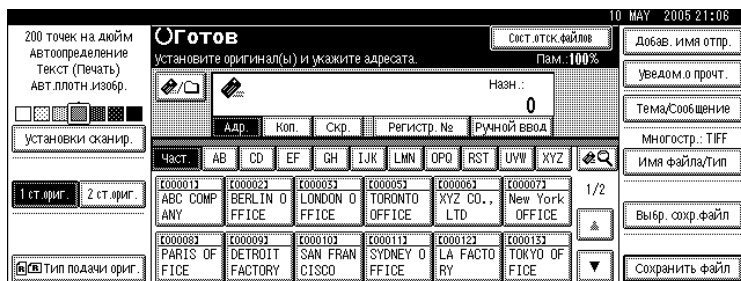 10 MAY 2005 21:06
200 точек на дюйм
Автоопределение
Текст (Печать)
Авт.плотн.изобр.
Установки сканир.
1 ст.ориг.
2 ст.ориг.
Тип подачи ориг.
Готов
Сост.отск.файлов
Установите оригинал(ы) и укажите адресата.
Пам.:100%
Назн.:
0
Адр.
Коп.
Скр.
Регистр. №
Ручной ввод
Част.
AB
CD
EF
GH
IJK
LMN
OPQ
RST
UVW
XYZ
[00001]
ABC COMP
ANY
[00002]
BERLIN O
FFICE
[00003]
LONDON O
FFICE
[00005]
TORONTO
OFFICE
[00006]
XYZ CO.,
LTD
[00007]
New York
OFFICE
1/2
[00008]
PARIS OF
FICE
[00009]
DETROIT
FACTORY
[00010]
SAN FRAN
CISCO
[00011]
SYDNEY O
FFICE
[00012]
LA FACTO
RY
[00013]
TOKYO OF
FICE
Добав. имя отпр.
Уведом.о прочт.
Тема/Сообщение
Многостр.: TIFF
Имя файла/Тип
Выбр. сохр.файл
Сохранить файл